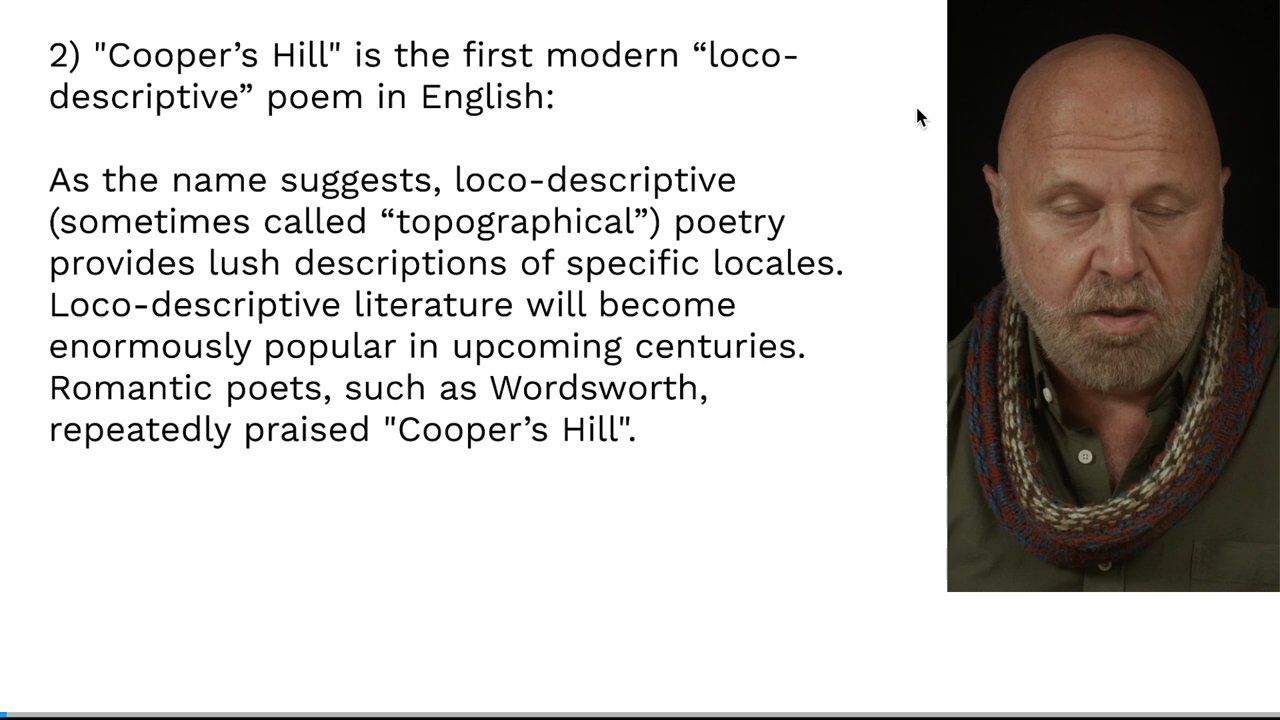 2) "Cooper’s Hill" is the first modern “loco-
descriptive” poem in English:
As the name suggests, loco-descriptive
(sometimes called “topographical”) poetry
provides lush descriptions of specific locales.
Loco-descriptive literature will become
enormously popular in upcoming centuries.
Romantic poets, such as Wordsworth,
repeatedly praised "Cooper’s Hill".